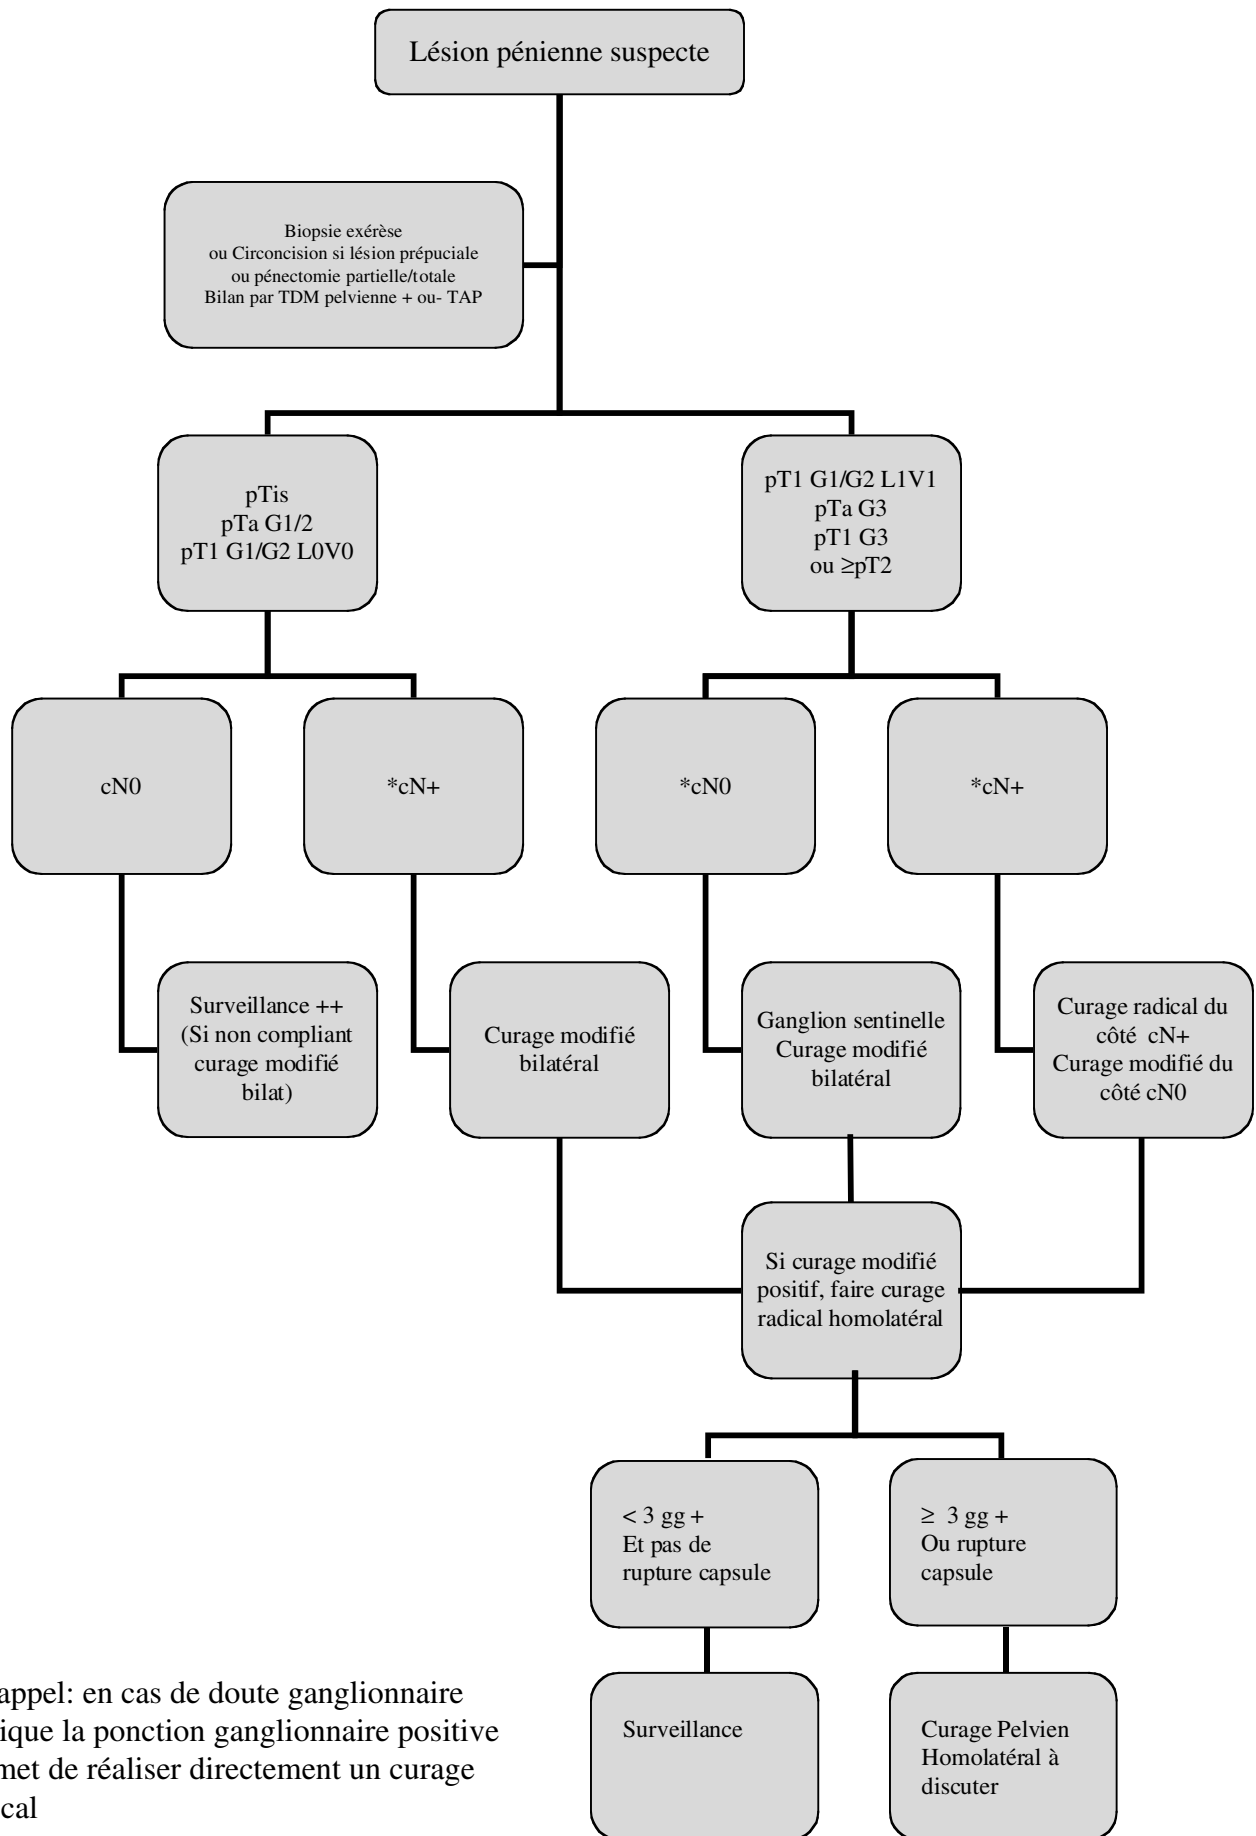 Lésion pénienne suspecte
Biopsie exérèse
ou Circoncision si lésion prépuciale
ou pénectomie partielle/totale
Bilan par TDM pelvienne + ou- TAP
pTis
pTa G1/2
pT1 G1/G2 L0V0
pT1 G1/G2 L1V1
pTa G3
pT1 G3
ou ≥pT2
cN0
*cN+
*cN0
*cN+
Surveillance ++
(Si non compliant
curage modifié
bilat)
Curage modifié
bilatéral
Ganglion sentinelle
Curage modifié
bilatéral
Curage radical du
côté cN+
Curage modifié du
côté cN0
Si curage modifié
positif, faire curage
radical homolatéral
< 3 gg +
Et pas de
rupture capsule
≥ 3 gg +
Ou rupture
capsule
Surveillance
Curage Pelvien
Homolatéral à
discuter
appel: en cas de doute ganglionnaire
ique la ponction ganglionnaire positive
met de réaliser directement un curage
cal